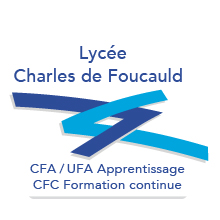 Lycée
Charles de Foucauld
CFA / UFA Apprentissage
CFC Formation continue